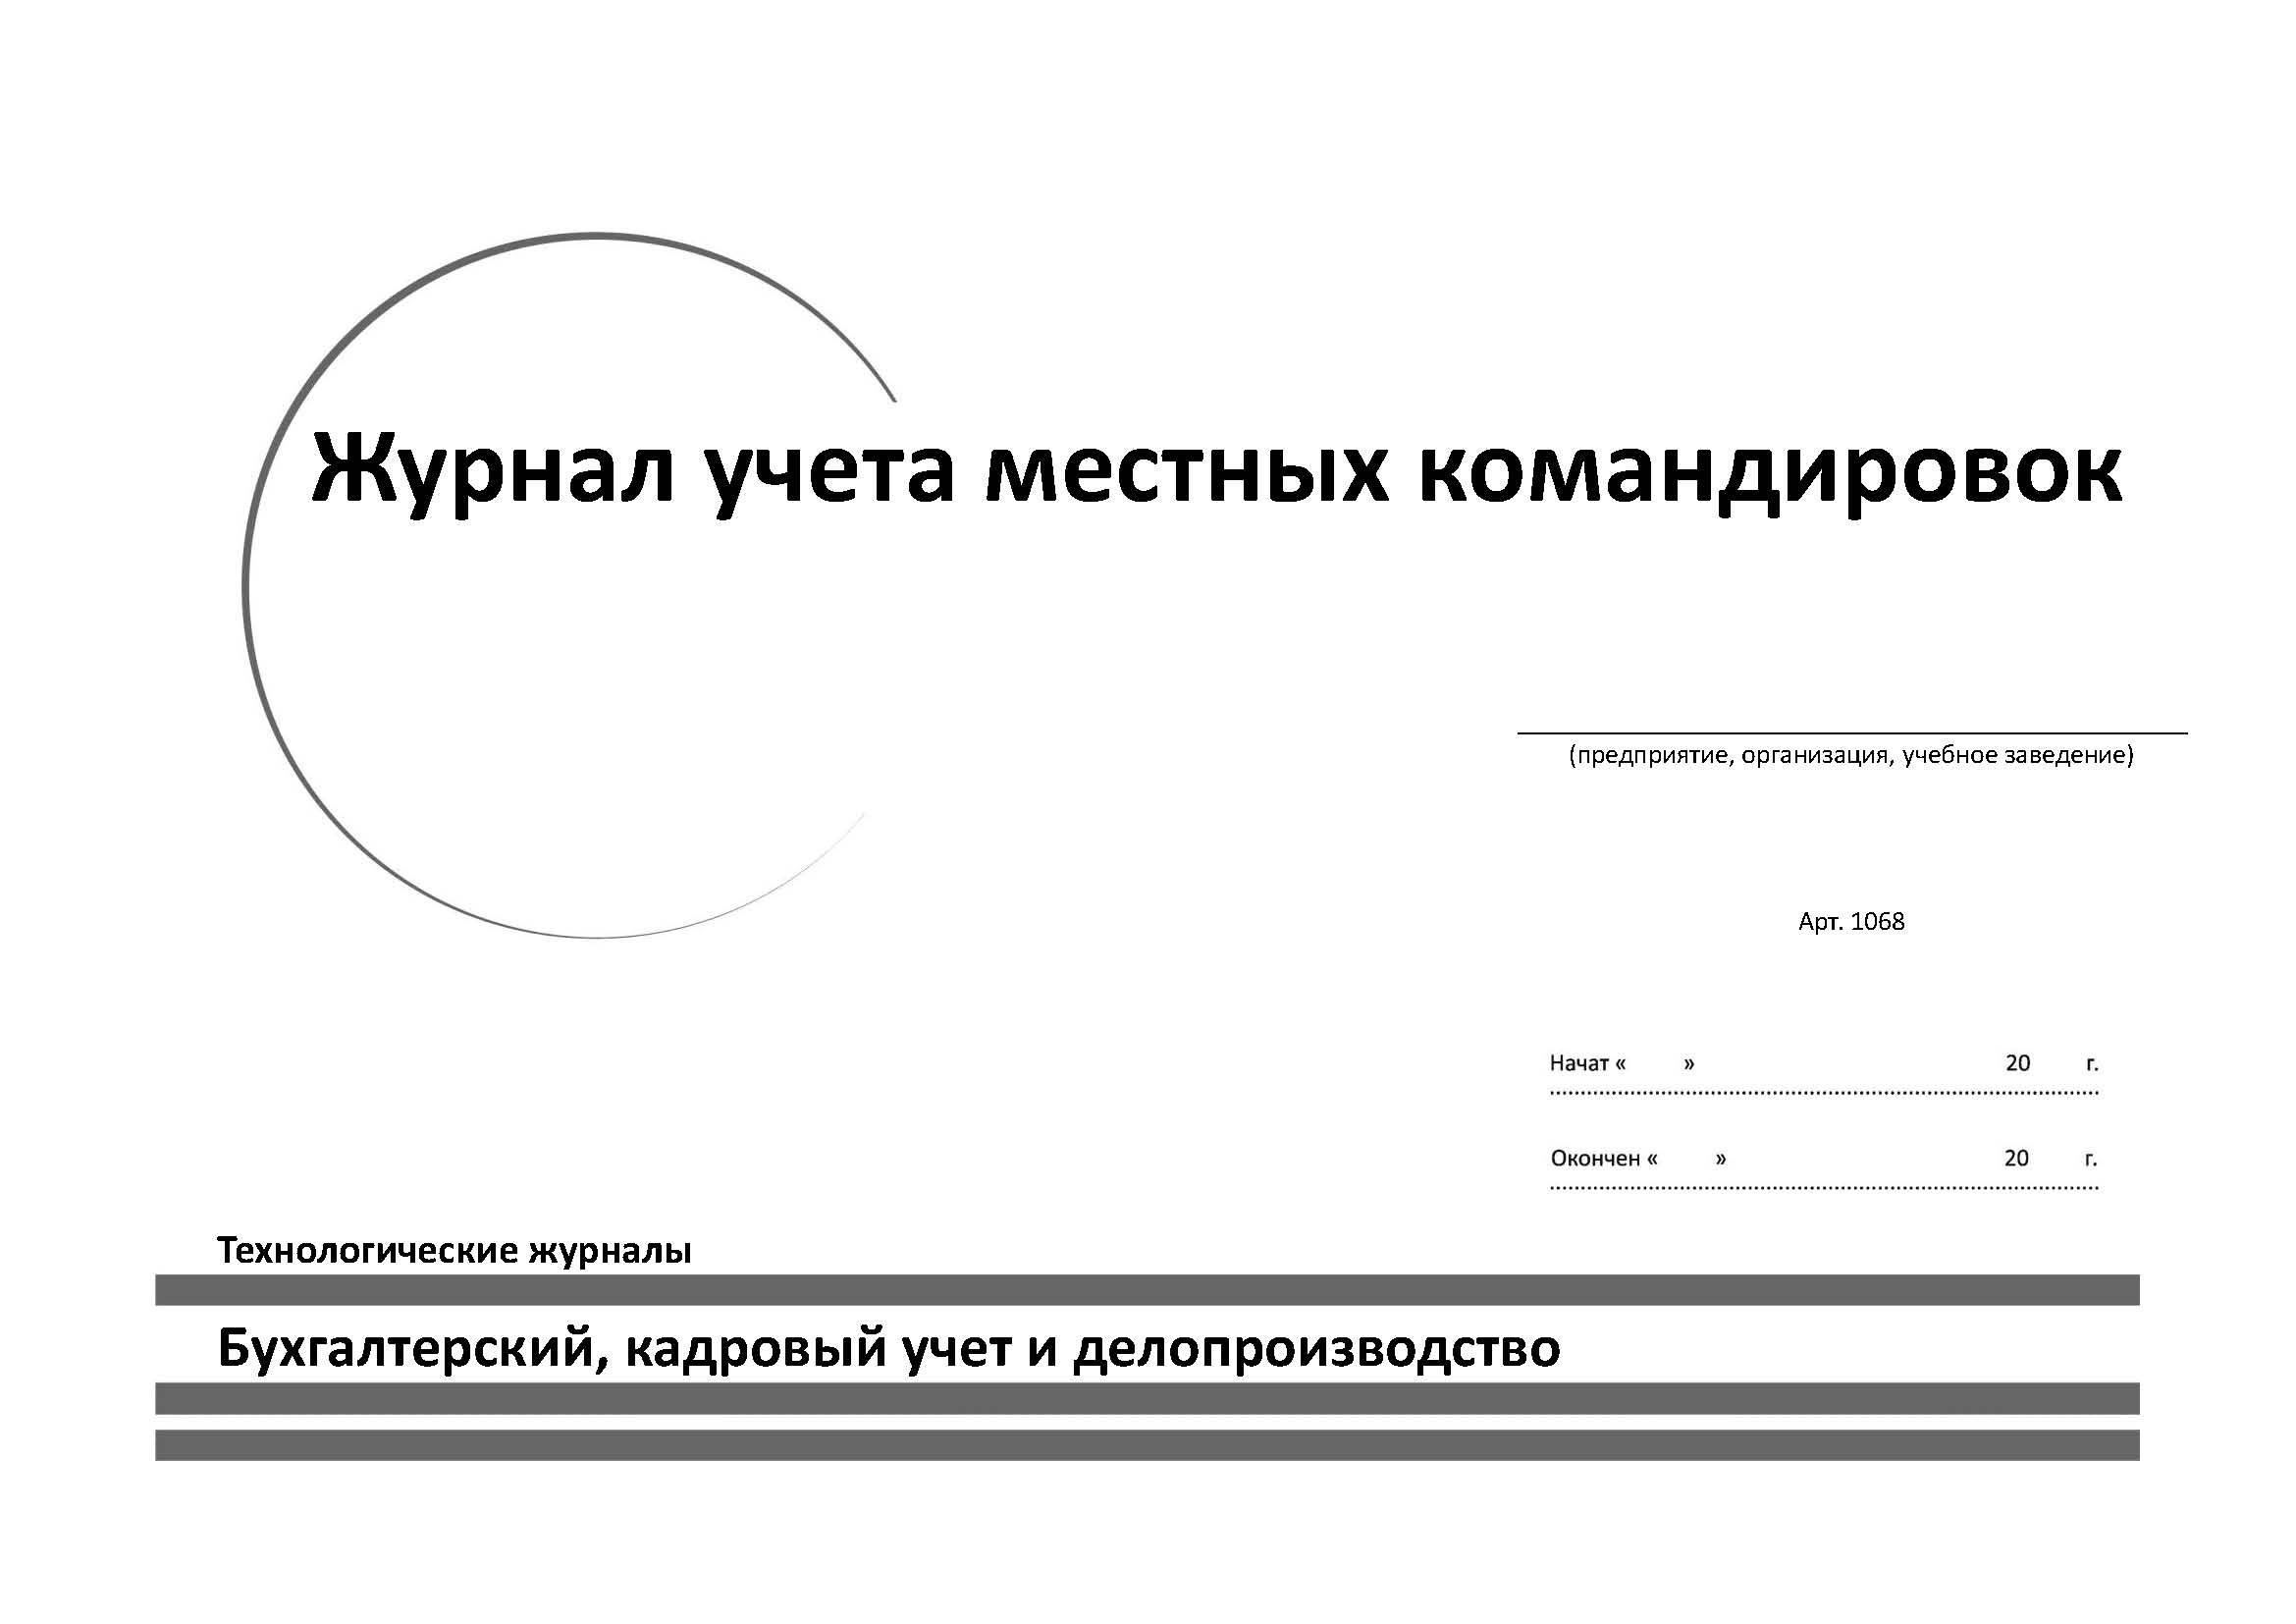 Журнал учета местных командировок
(предприятие, организация, учебное заведение)
Арт. 1068
Начат « » 20 г.
Окончен « » 20 г.
Технологические журналы
Бухгалтерский, кадровый учет и делопроизводство